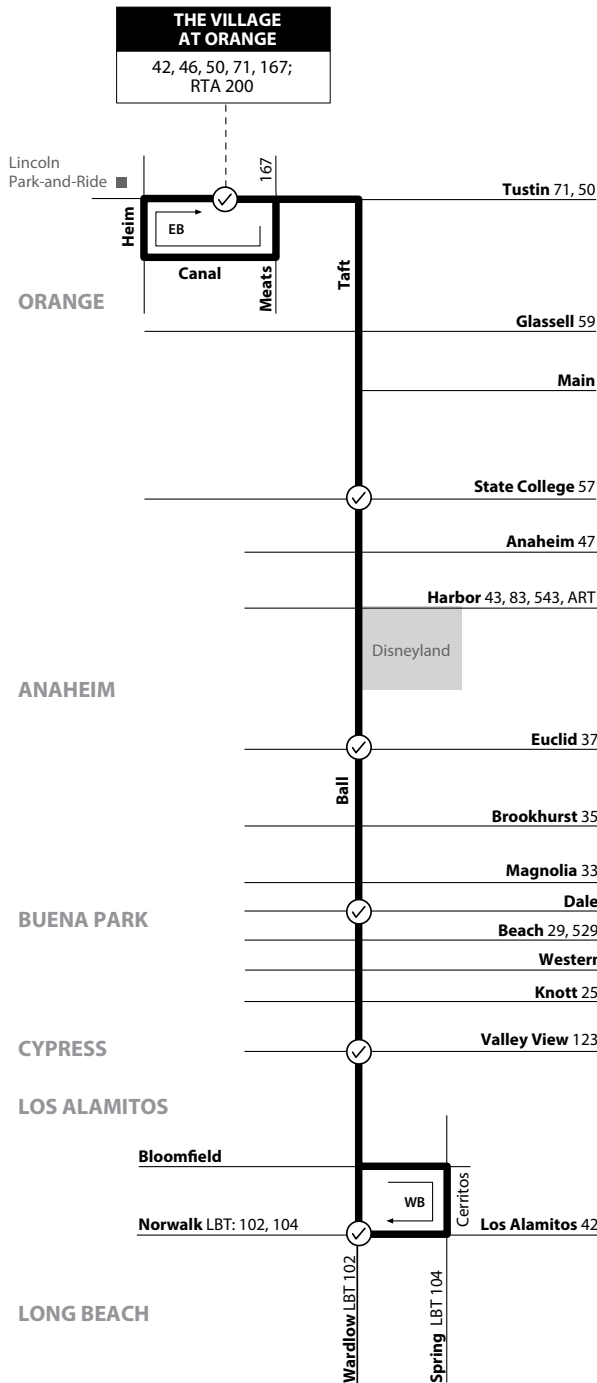 THE VILLAGE
AT ORANGE
42, 46, 50, 71, 167;
RTA 200
Lincoln
Park-and-Ride
167
Tustin 71, 50
Heim
EB
Canal
Meats
Taft
ORANGE
Glassell 59
Main
State College 57
Anaheim 47
Harbor 43, 83, 543, ART
Disneyland
ANAHEIM
Euclid 37
Ball
Brookhurst 35
Magnolia 33
Dale
BUENA PARK
Beach 29, 529
Western
Knott 25
Valley View 123
CYPRESS
LOS ALAMITOS
Bloomfield
WB
Cerritos
Norwalk LBT: 102, 104
Los Alamitos 42
Wardlow LBT 102
Spring LBT 104
LONG BEACH